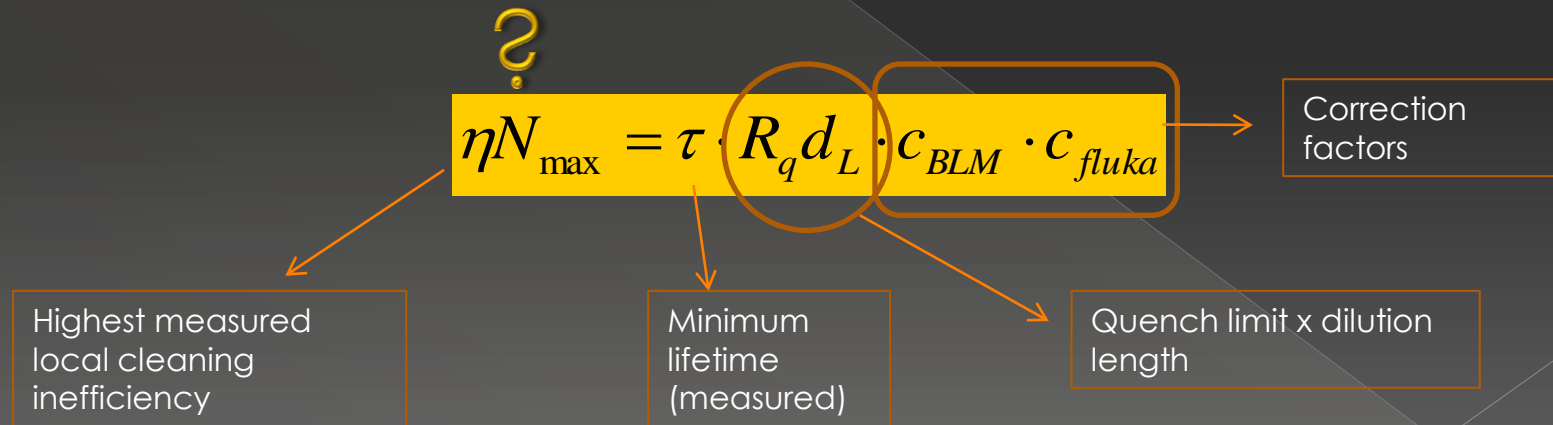 ?
ηN_max = τ · R_q d_L · c_BLM · c_fluka
Correction
factors
Highest measured
local cleaning
inefficiency
Minimum
lifetime
(measured)
Quench limit x dilution
length